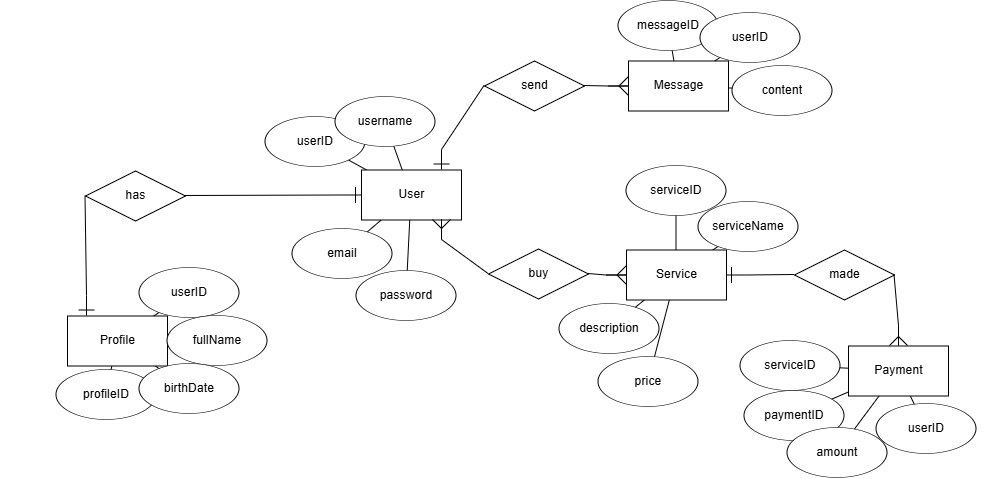 messageID
userID
send
Message
content
username
userID
has
User
serviceID
serviceName
email
buy
Service
made
password
userID
description
Profile
fullName
serviceID
Payment
price
profileID
birthDate
paymentID
userID
amount